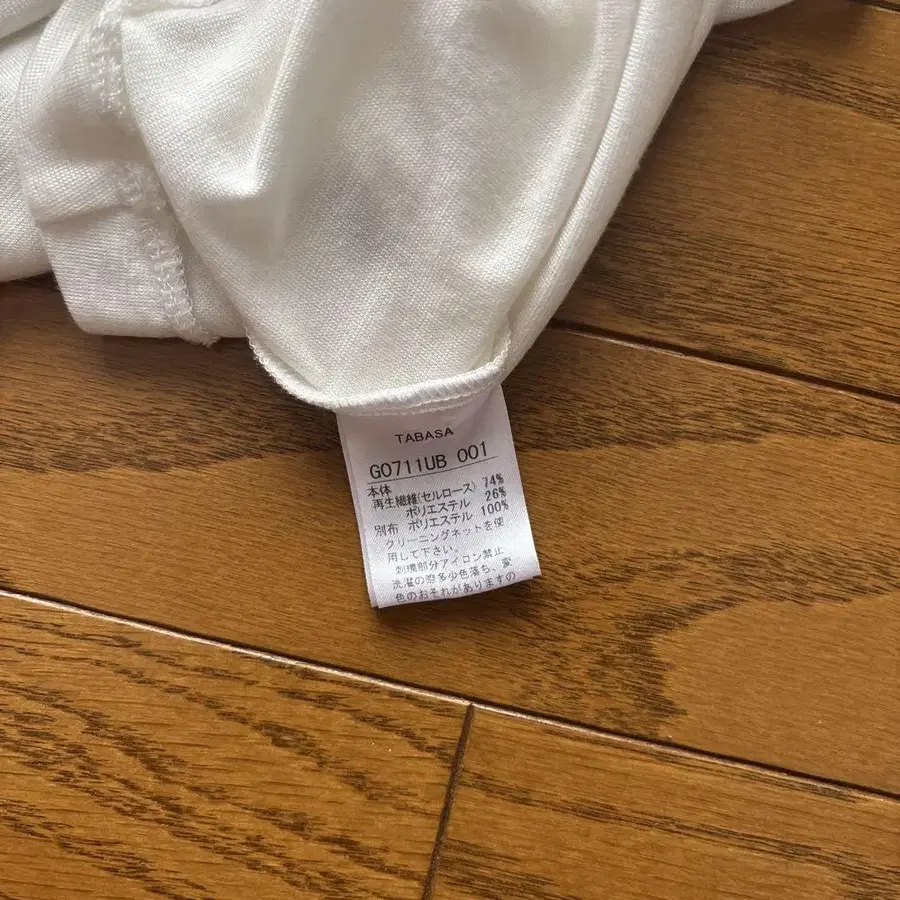 TABASA
G0711UB 001
本体
再生繊維(セルロース) 74%
ポリエステル 26%
別布 ポリエステル 100%
クリーニングネットを使
用して下さい。
刺繍部分アイロン禁止
洗濯の際多少色落ち、変
色のおそれがありますの